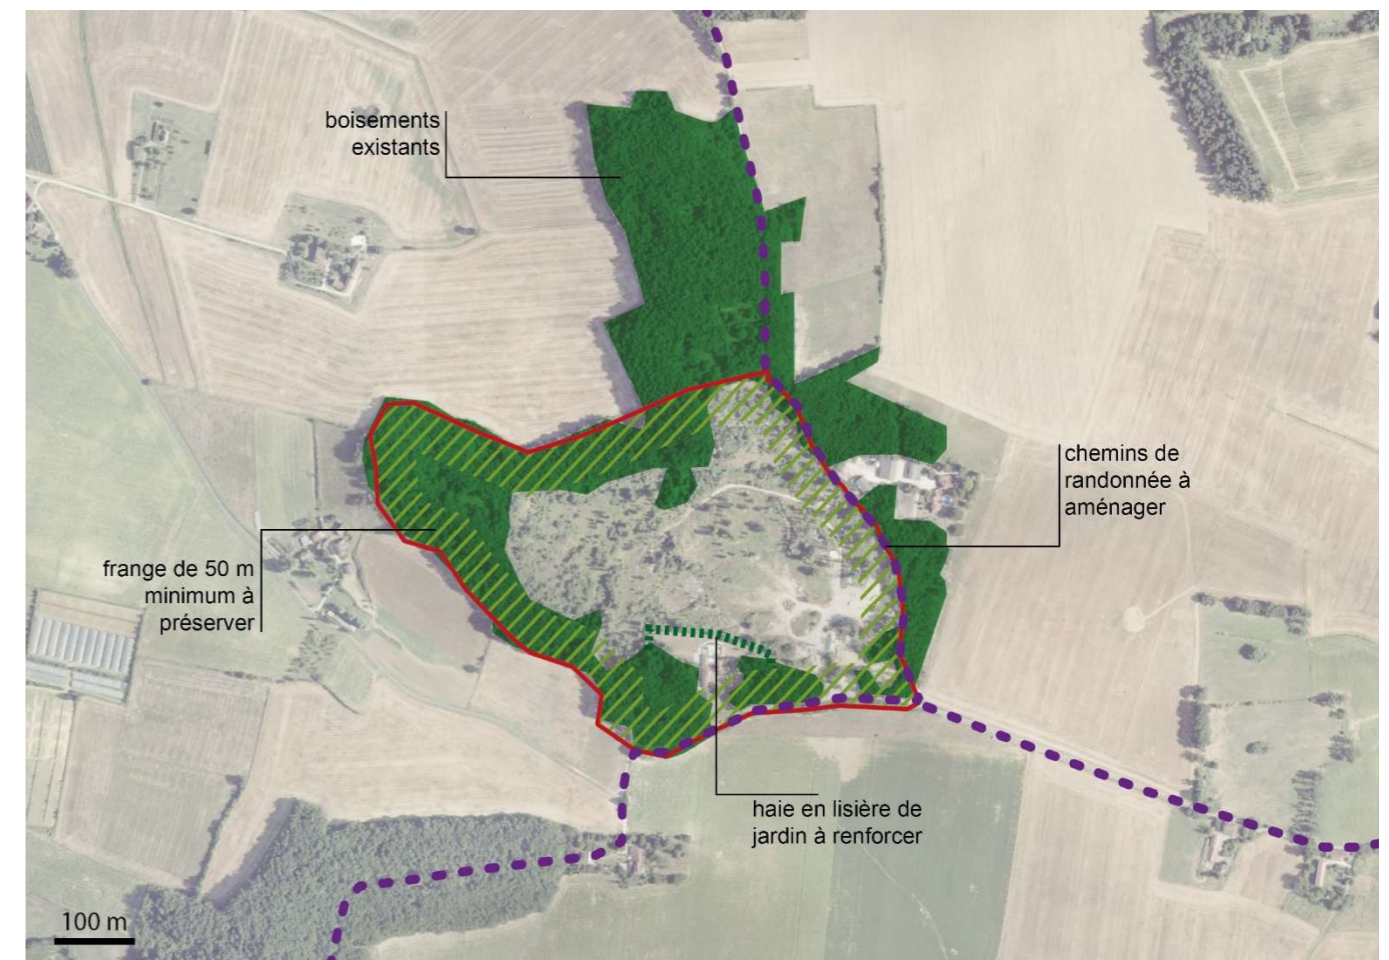 boisements
existants
chemins de
randonnée à
aménager
frange de 50 m
minimum à
préserver
haie en lisière de
jardin à renforcer
100 m